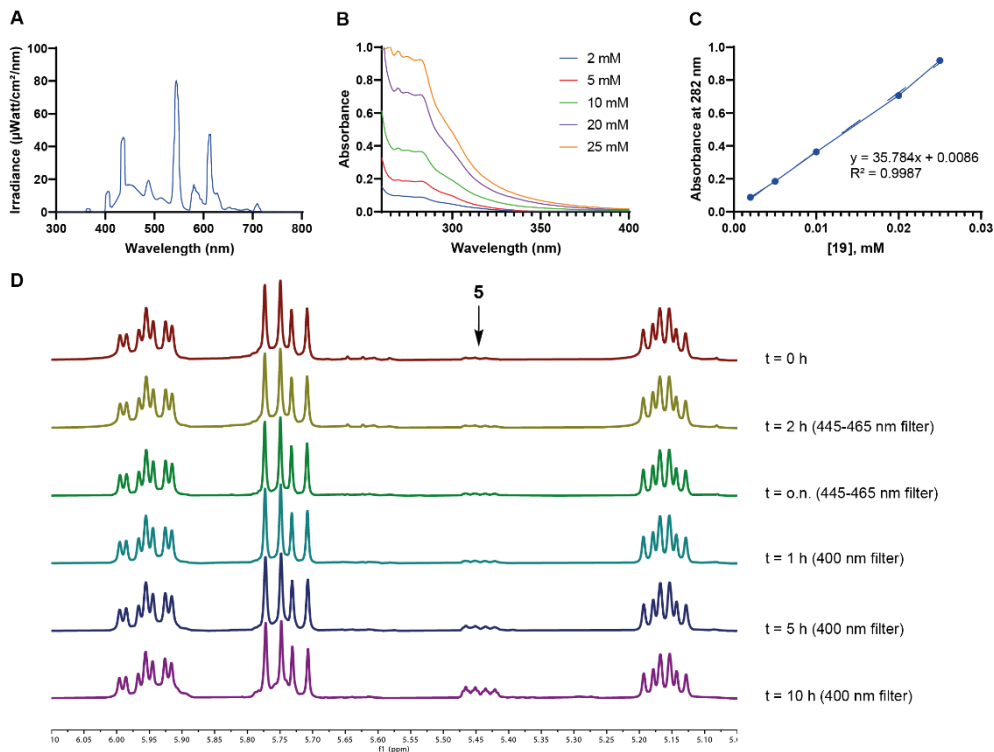 A
Irradiance (µWatt/cm²/nm)
100
80
60
40
20
0
300 400 500 600 700 800
Wavelength (nm)
B
Absorbance
1.0
0.8
0.6
0.4
0.2
0.0
300 350 400
Wavelength (nm)
2 mM
5 mM
10 mM
20 mM
25 mM
C
Absorbance at 282 nm
1.0
0.8
0.6
0.4
0.2
0.0
0.00 0.01 0.02 0.03
[19], mM
y = 35.784x + 0.0086
R² = 0.9987
D
5
t = 0 h
t = 2 h (445-465 nm filter)
t = o.n. (445-465 nm filter)
t = 1 h (400 nm filter)
t = 5 h (400 nm filter)
t = 10 h (400 nm filter)
10 6.05 6.00 5.95 5.90 5.85 5.80 5.75 5.70 5.65 5.60 5.55 5.50 5.45 5.40 5.35 5.30 5.25 5.20 5.15 5.10 5.0
f1 (ppm)